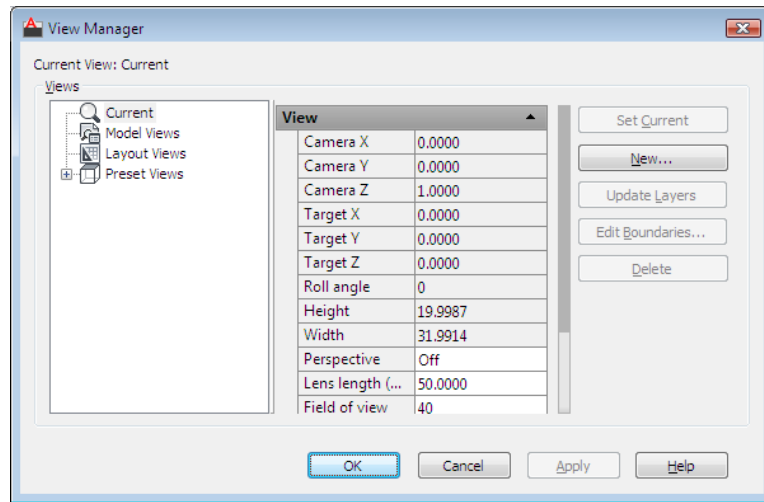 View Manager
Current View: Current
Views
Current
Model Views
Layout Views
Preset Views
View
Camera X 0.0000
Camera Y 0.0000
Camera Z 1.0000
Target X 0.0000
Target Y 0.0000
Target Z 0.0000
Roll angle 0
Height 19.9987
Width 31.9914
Perspective Off
Lens length (... 50.0000
Field of view 40
Set Current
New...
Update Layers
Edit Boundaries...
Delete
OK Cancel Apply Help